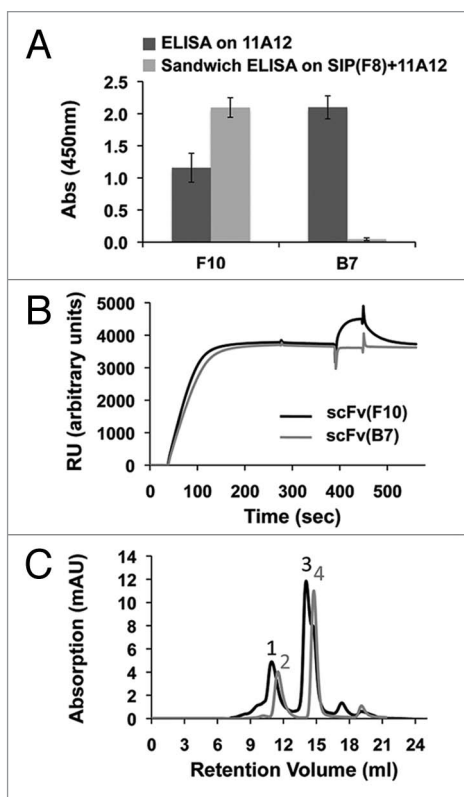 A
ELISA on 11A12
Sandwich ELISA on SIP(F8)+11A12
Abs (450nm)
2.5
2.0
1.5
1.0
0.5
0.0
F10 B7
B
RU (arbitrary units)
5000
4000
3000
2000
1000
0
scFv(F10)
scFv(B7)
0 100 200 300 400 500
Time (sec)
C
Absorption (mAU)
14
12
10
8
6
4
2
0
1
2
3
4
0 3 6 9 12 15 18 21 24
Retention Volume (ml)